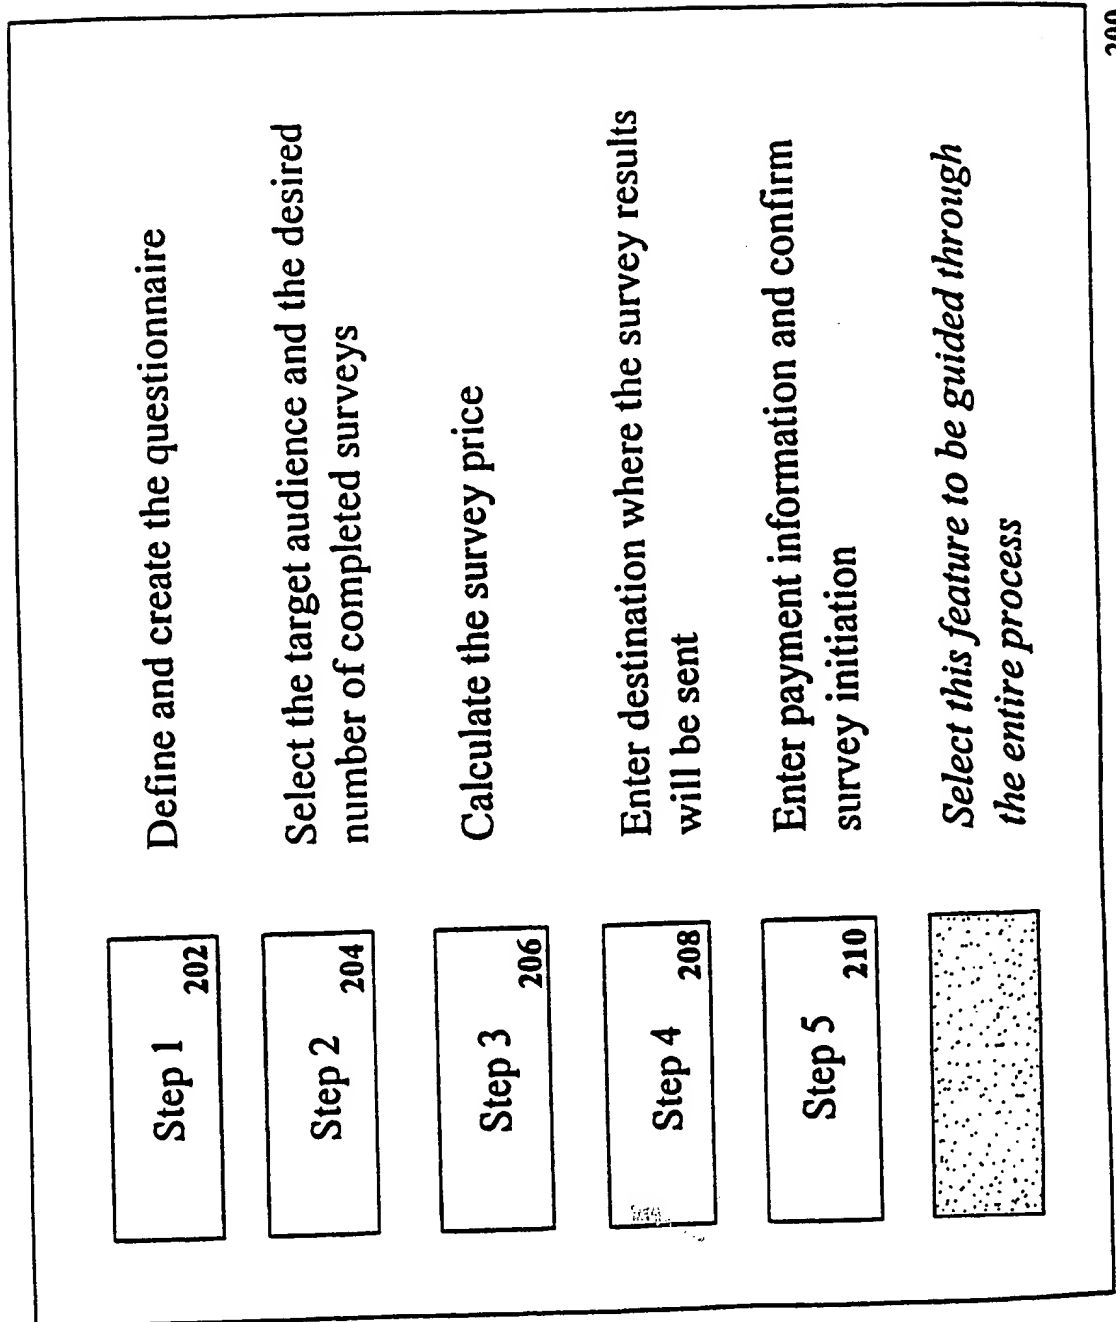 Step 1
202
Define and create the questionnaire
Step 2
204
Select the target audience and the desired
number of completed surveys
Step 3
206
Calculate the survey price
Step 4
208
Enter destination where the survey results
will be sent
Step 5
210
Enter payment information and confirm
survey initiation
Select this feature to be guided through
the entire process
200